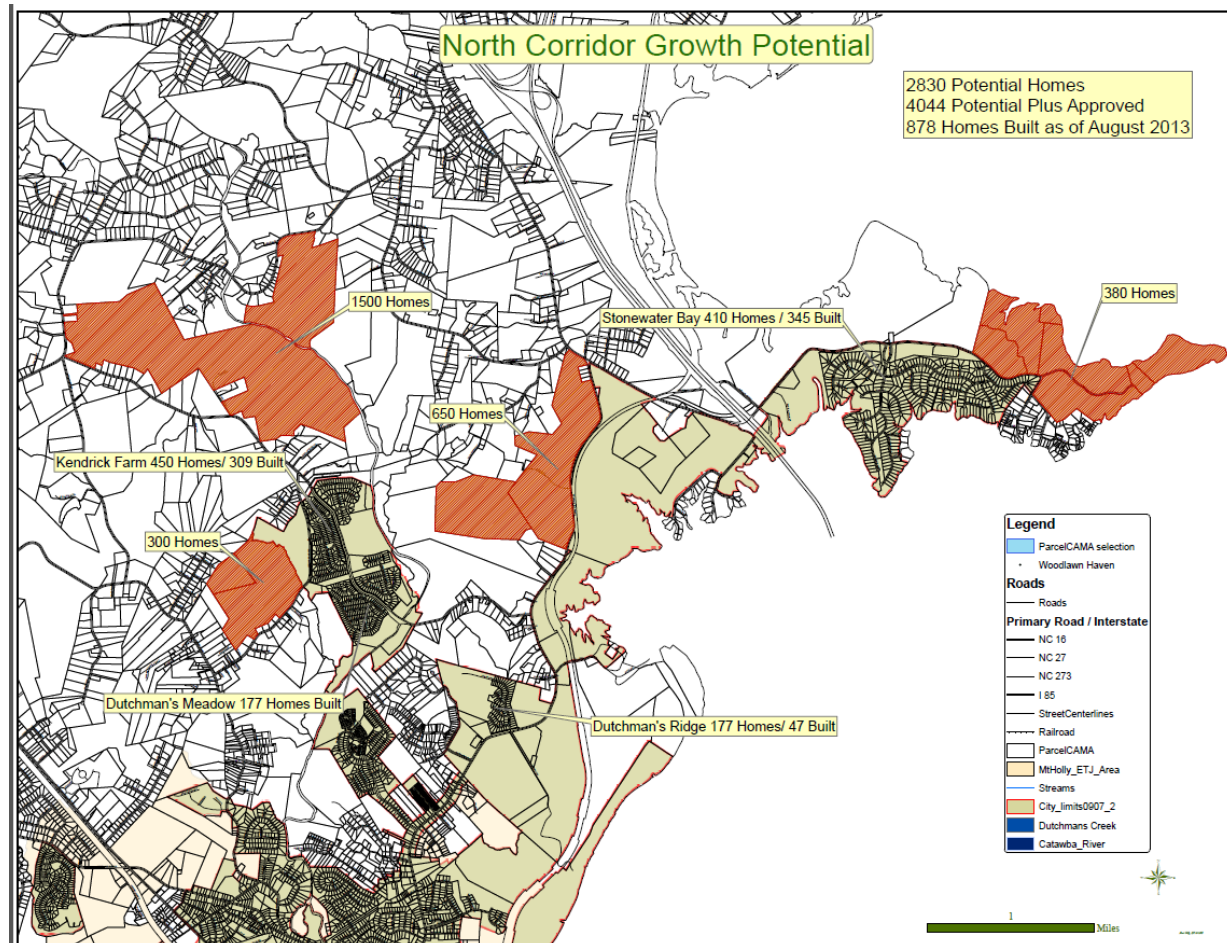 North Corridor Growth Potential
2830 Potential Homes
4044 Potential Plus Approved
878 Homes Built as of August 2013
1500 Homes
380 Homes
Stonewater Bay 410 Homes / 345 Built
650 Homes
Kendrick Farm 450 Homes/ 309 Built
300 Homes
Dutchman's Meadow 177 Homes Built
Dutchman's Ridge 177 Homes/ 47 Built
Legend
ParcelCAMA selection
Woodlawn Haven
Roads
Roads
Primary Road / Interstate
NC 16
NC 27
NC 273
I 85
StreetCenterlines
Railroad
ParcelCAMA
MtHolly_ETJ_Area
Streams
City_limits0907_2
Dutchmans Creek
Catawba_River
1
Miles